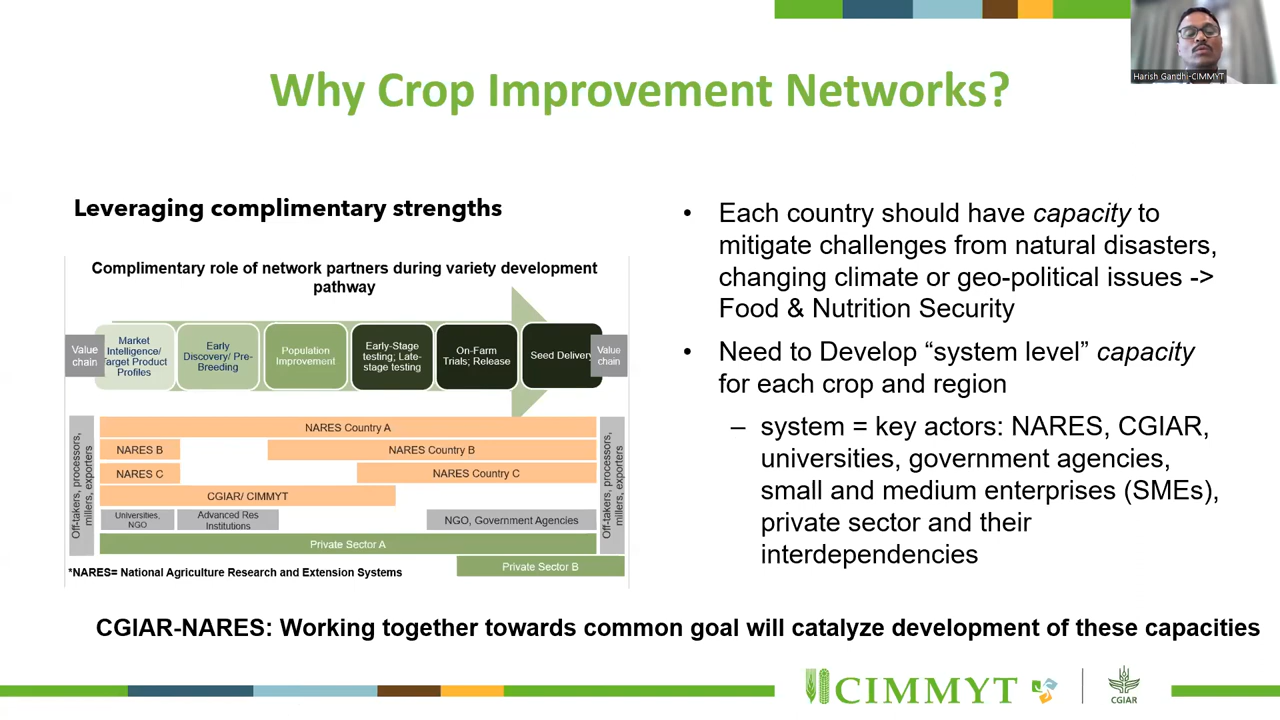 Harish Gandhi-CIMMYT
Why Crop Improvement Networks?
Leveraging complimentary strengths
Complimentary role of network partners during variety development
pathway
Value
chain
Market
Intelligence/
Target Product
Profiles
Early
Discovery/ Pre-
Breeding
Population
Improvement
Early-Stage
testing; Late-
stage testing
On-Farm
Trials; Release
Seed Delivery
Value
chain
Off-takers, processors,
millers, exporters
NARES Country A
NARES B
NARES Country B
NARES C
NARES Country C
CGIAR/ CIMMYT
Universities,
NGO
Advanced Res
Institutions
NGO, Government Agencies
Private Sector A
Private Sector B
Off-takers, processors,
millers, exporters
*NARES= National Agriculture Research and Extension Systems
• Each country should have capacity to
mitigate challenges from natural disasters,
changing climate or geo-political issues ->
Food & Nutrition Security
• Need to Develop “system level” capacity
for each crop and region
– system = key actors: NARES, CGIAR,
universities, government agencies,
small and medium enterprises (SMEs),
private sector and their
interdependencies
CGIAR-NARES: Working together towards common goal will catalyze development of these capacities
CIMMYT
CGIAR